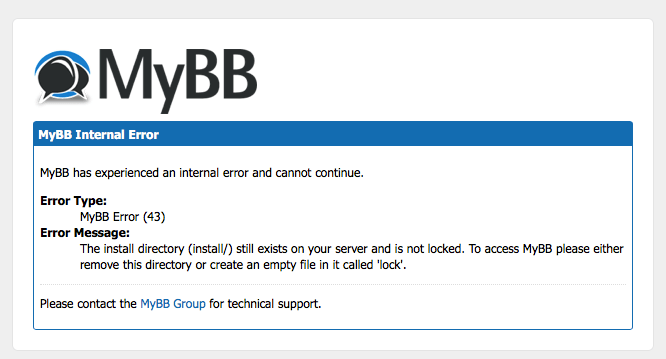 MyBB
MyBB Internal Error
MyBB has experienced an internal error and cannot continue.
Error Type:
MyBB Error (43)
Error Message:
The install directory (install/) still exists on your server and is not locked. To access MyBB please either
remove this directory or create an empty file in it called 'lock'.
Please contact the MyBB Group for technical support.